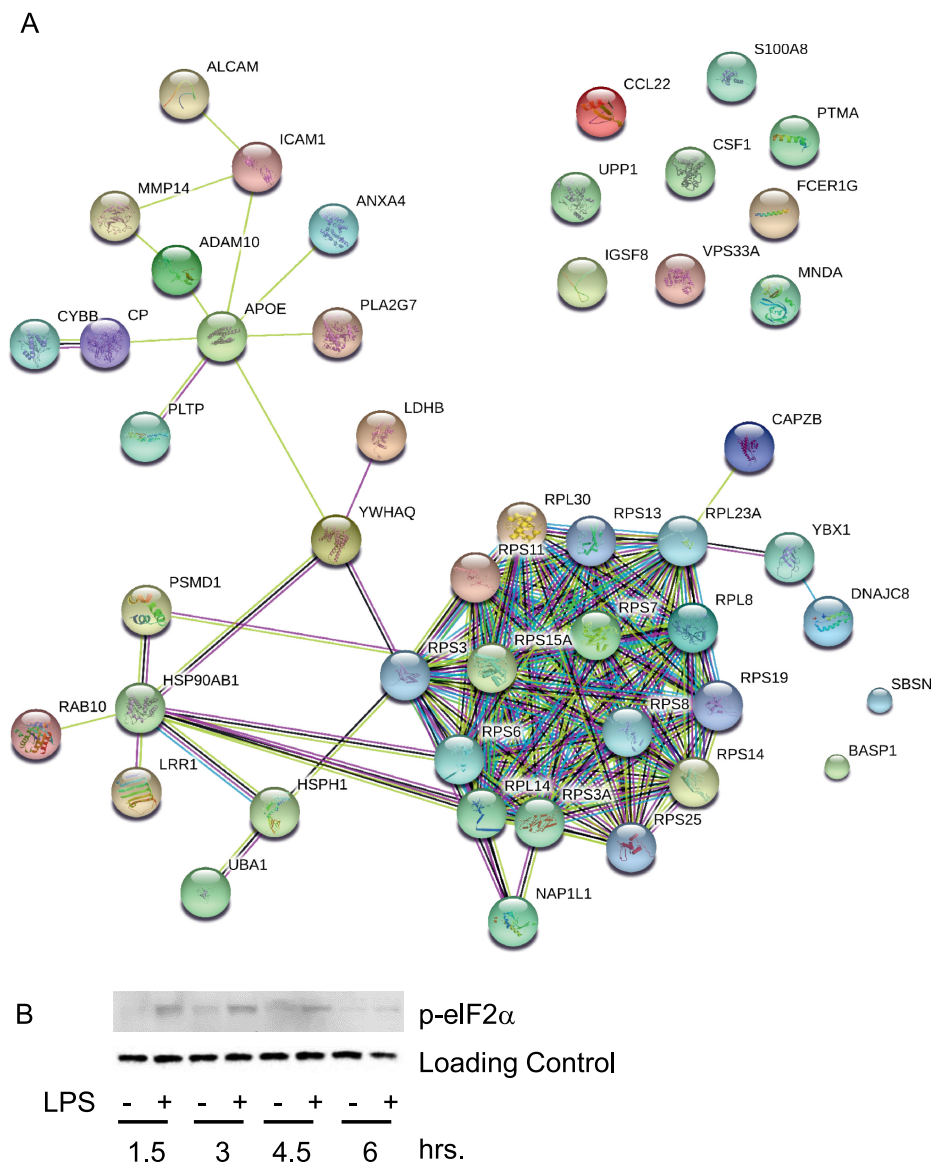 A
ALCAM
S100A8
CCL22
PTMA
ICAM1
CSF1
UPP1
MMP14
FCER1G
ANXA4
ADAM10
IGSF8
VPS33A
MNDA
APOE
PLA2G7
CYBB
CP
PLTP
LDHB
CAPZB
RPL30
RPS13
RPL23A
YWHAQ
YBX1
RPS11
PSMD1
DNAJC8
RPS7
RPL8
RPS3
RPS15A
HSP90AB1
RPS19
SBSN
RAB10
RPS8
RPS6
BASP1
LRR1
HSPH1
RPS14
RPL14
RPS3A
RPS25
UBA1
NAP1L1
B
p-eIF2α
Loading Control
LPS - + - + - + - +
1.5 3 4.5 6 hrs.